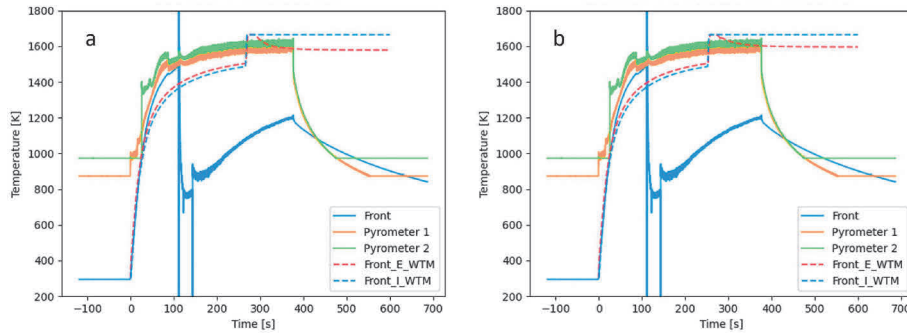 a
1800
1600
1400
1200
1000
800
600
400
200
Temperature [K]
-100 0 100 200 300 400 500 600 700
Time [s]
Front
Pyrometer 1
Pyrometer 2
Front_E_WTM
Front_I_WTM
b
1800
1600
1400
1200
1000
800
600
400
200
Temperature [K]
-100 0 100 200 300 400 500 600 700
Time [s]
Front
Pyrometer 1
Pyrometer 2
Front_E_WTM
Front_I_WTM